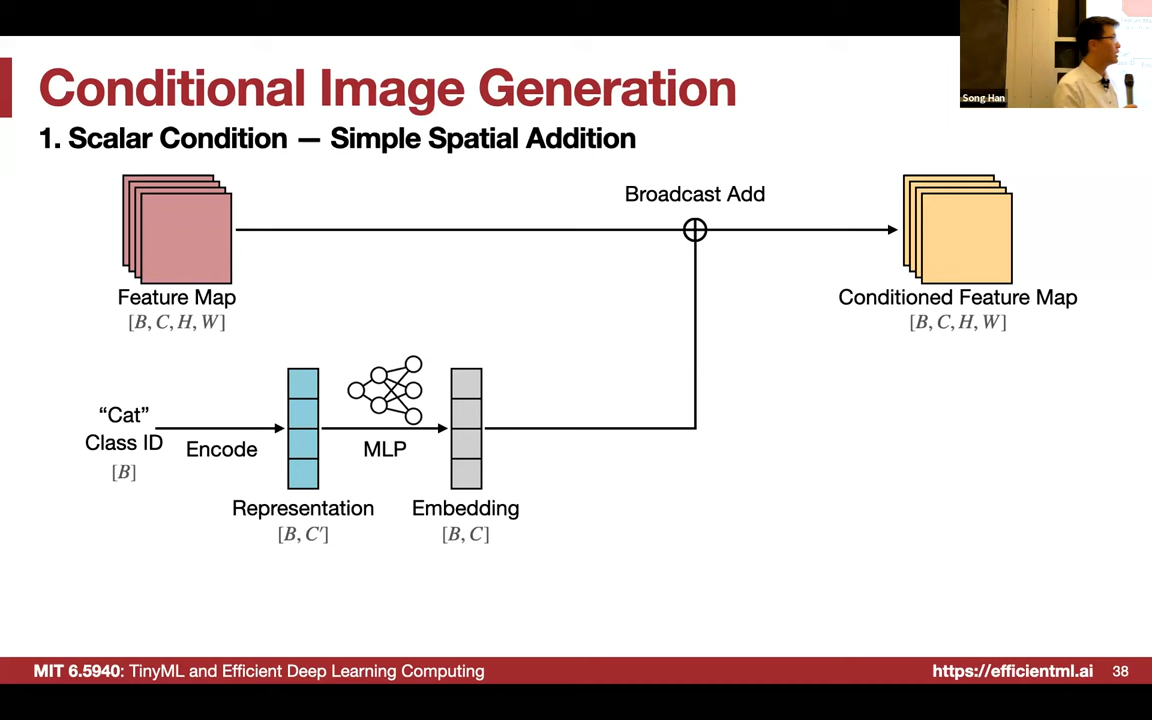 Conditional Image Generation
1. Scalar Condition — Simple Spatial Addition
Song Han
Broadcast Add
Feature Map
[B, C, H, W]
Conditioned Feature Map
[B, C, H, W]
“Cat”
Class ID
[B]
Encode
MLP
Representation
[B, C′]
Embedding
[B, C]
MIT 6.5940: TinyML and Efficient Deep Learning Computing
https://efficientml.ai
38